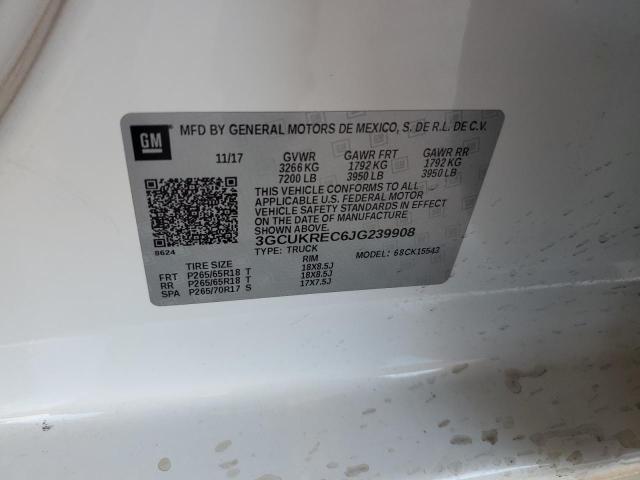 GM MFD BY GENERAL MOTORS DE MEXICO, S. DE R.L. DE C.V.
11/17 GVWR GAWR FRT GAWR RR
3266 KG 1792 KG 1792 KG
7200 LB 3950 LB 3950 LB
THIS VEHICLE CONFORMS TO ALL
APPLICABLE U.S. FEDERAL MOTOR
VEHICLE SAFETY STANDARDS IN EFFECT
ON THE DATE OF MANUFACTURE
SHOWN ABOVE.
3GCUKREC6JG239908
8624 TYPE: TRUCK MODEL: 68CK15543
TIRE SIZE RIM
FRT P265/65R18 T 18X8.5J
RR P265/65R18 T 18X8.5J
SPA P265/70R17 S 17X7.5J